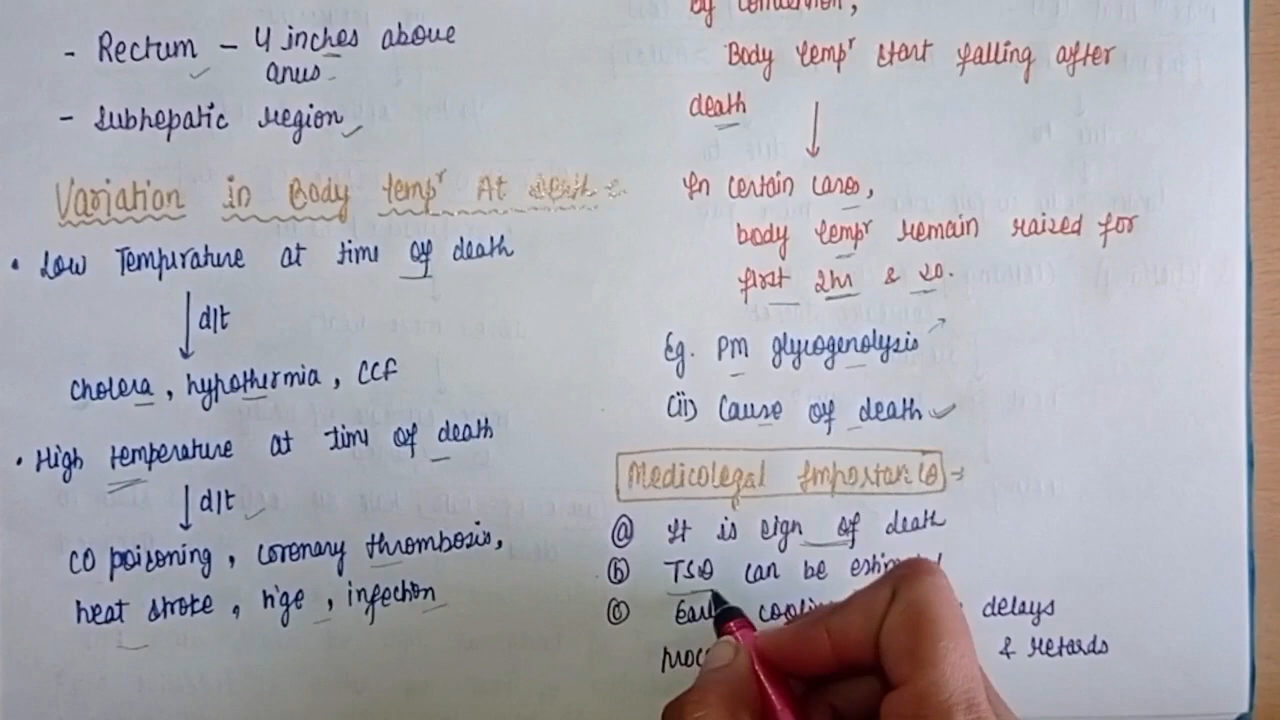 - Rectum - 4 inches above
anus
- Subhepatic region
Variation in Body tempr At death :-
• Low Temperature at time of death
d/t
cholera, hypothermia, CCF
• High temperature at time of death
d/t
CO poisoning, coronary thrombosis,
heat stroke,
infection
Body tempr start falling after
death
In certain cases,
body tempr remain raised for
first 2hr & so.
Eg. PM glycogenolysis
(ii) Cause of death
Medicolegal Importance
(a) It is sign of death
(b) TSD can be
(c)
delays
& retards